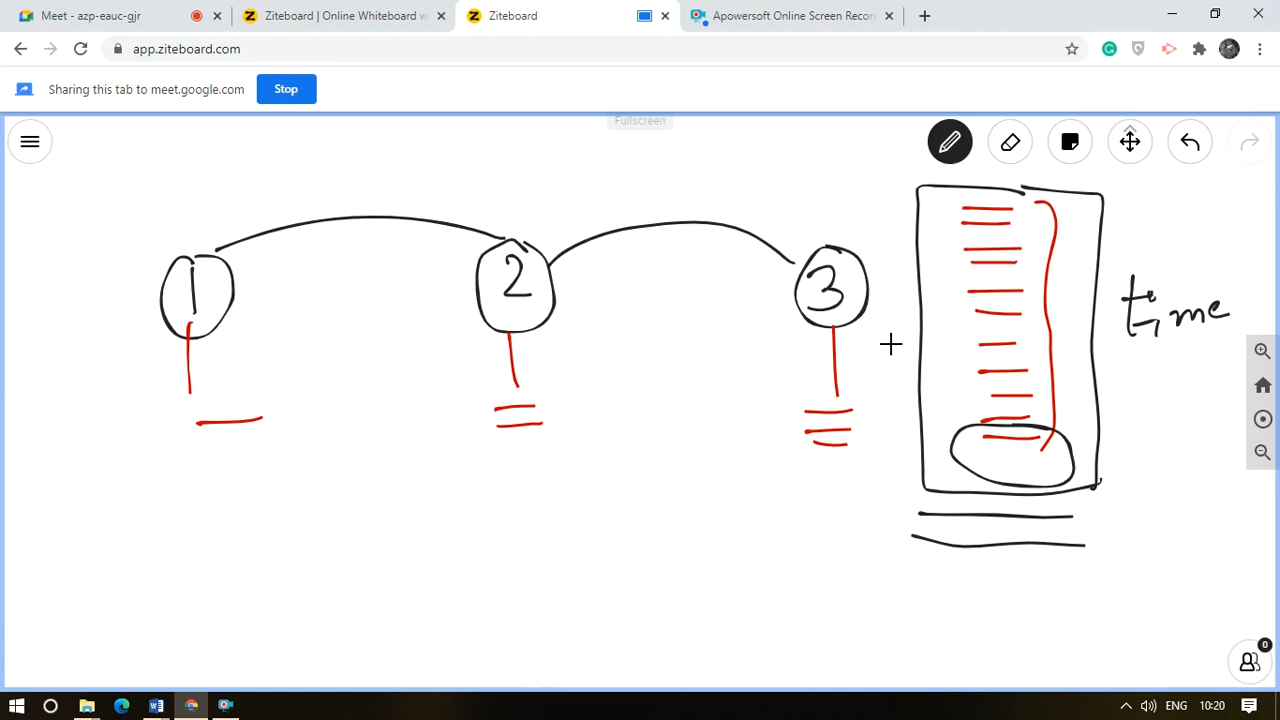 Meet - azp-eauc-gjr
Ziteboard | Online Whiteboard w
Ziteboard
Apowersoft Online Screen Recor
app.ziteboard.com
Sharing this tab to meet.google.com
Stop
Fullscreen
1
2
3
time
0
ENG
10:20